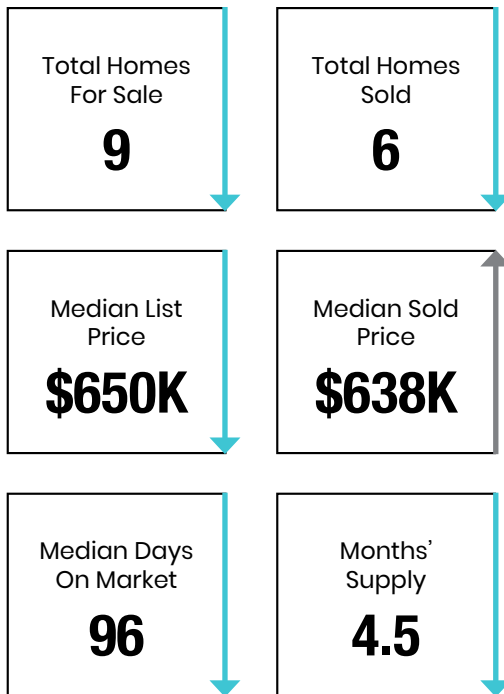 Total Homes
For Sale
9
Total Homes
Sold
6
Median List
Price
$650K
Median Sold
Price
$638K
Median Days
On Market
96
Months’
Supply
4.5